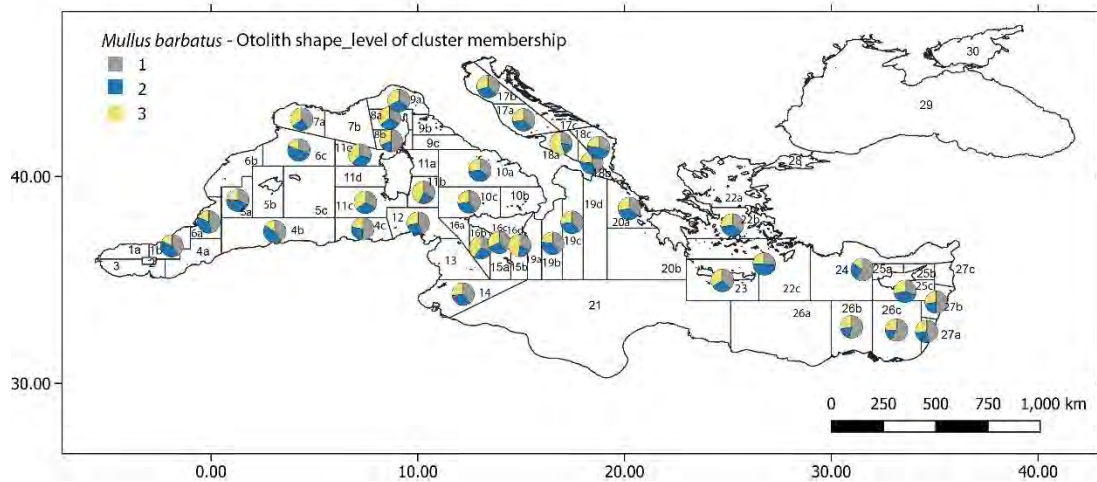 Mullus barbatus - Otolith shape_level of cluster membership
1
2
3
30
29
28
17b
17a
17c
18c
18a
18b
9a
8a
9b
8b
9c
7a
7b
6b
6c
11e
11a
10a
11d
11b
10c
10b
5a
5b
5c
11c
12
4c
4b
6a
1a
1b
4a
3
2
16a
16b
16c
16d
13
15a
15b
19a
19b
19c
19d
14
20a
20b
21
22a
22b
23
22c
24
25a
25b
25c
27c
27b
27a
26a
26b
26c
40.00
30.00
0 250 500 750 1,000 km
0.00 10.00 20.00 30.00 40.00